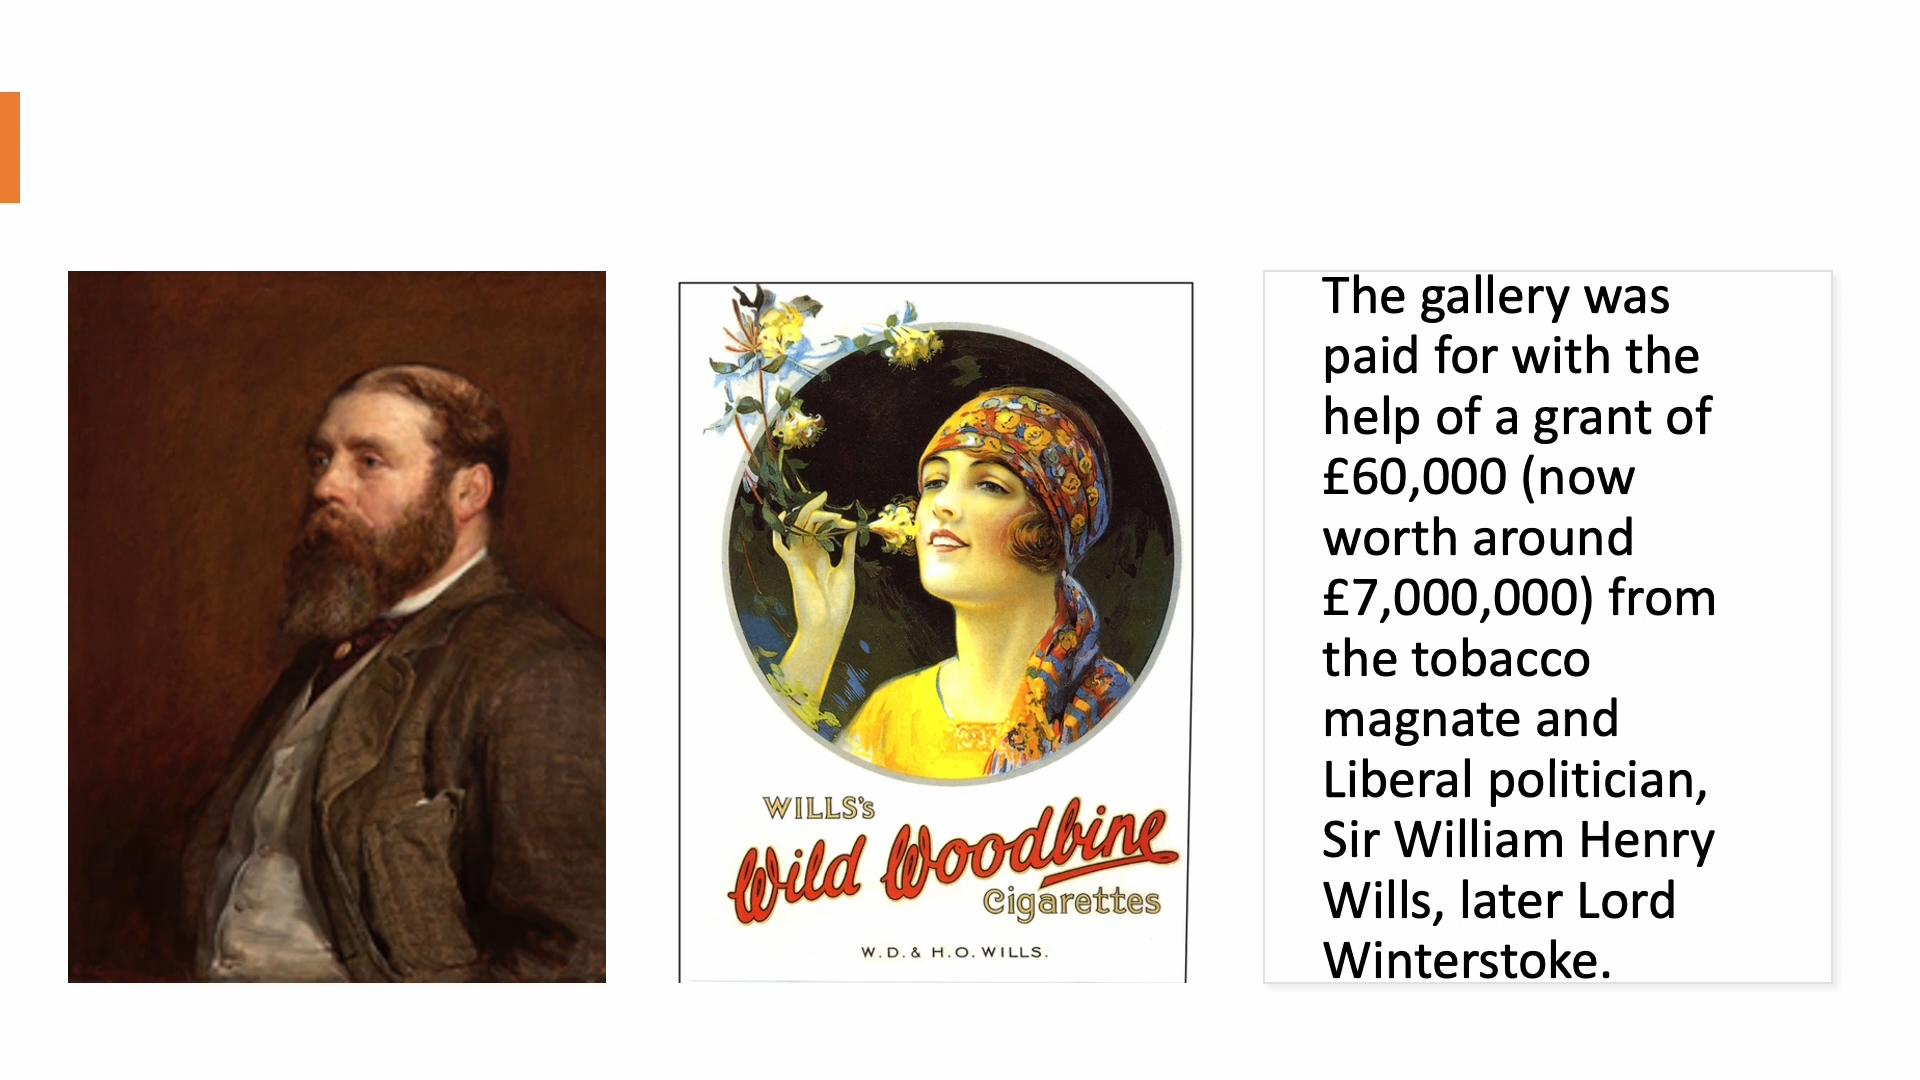 WILLS's
Wild Woodbine
Cigarettes
W.D. & H.O. WILLS.
The gallery was
paid for with the
help of a grant of
£60,000 (now
worth around
£7,000,000) from
the tobacco
magnate and
Liberal politician,
Sir William Henry
Wills, later Lord
Winterstoke.